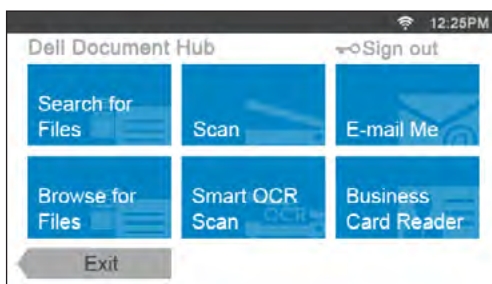 12:25PM
Dell Document Hub
Sign out
Search for
Files
Scan
E-mail Me
Browse for
Files
Smart OCR
Scan
OCR
Business
Card Reader
Exit